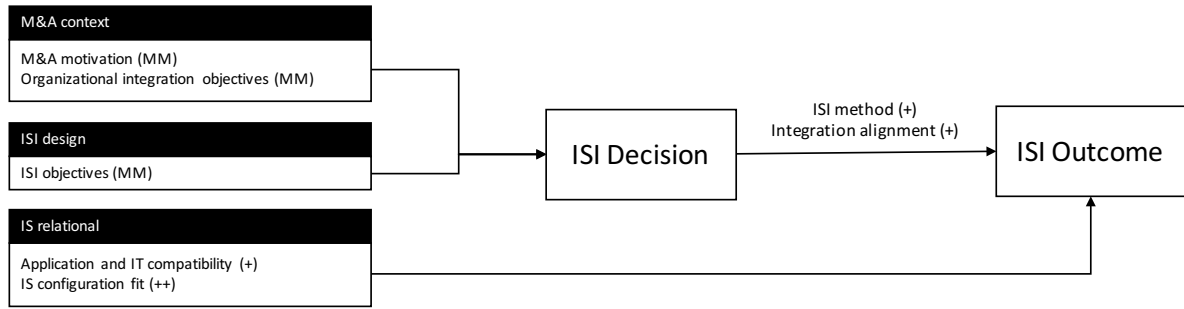 M&A context
M&A motivation (MM)
Organizational integration objectives (MM)
ISI design
ISI objectives (MM)
IS relational
Application and IT compatibility (+)
IS configuration fit (++)
ISI Decision
ISI method (+)
Integration alignment (+)
ISI Outcome